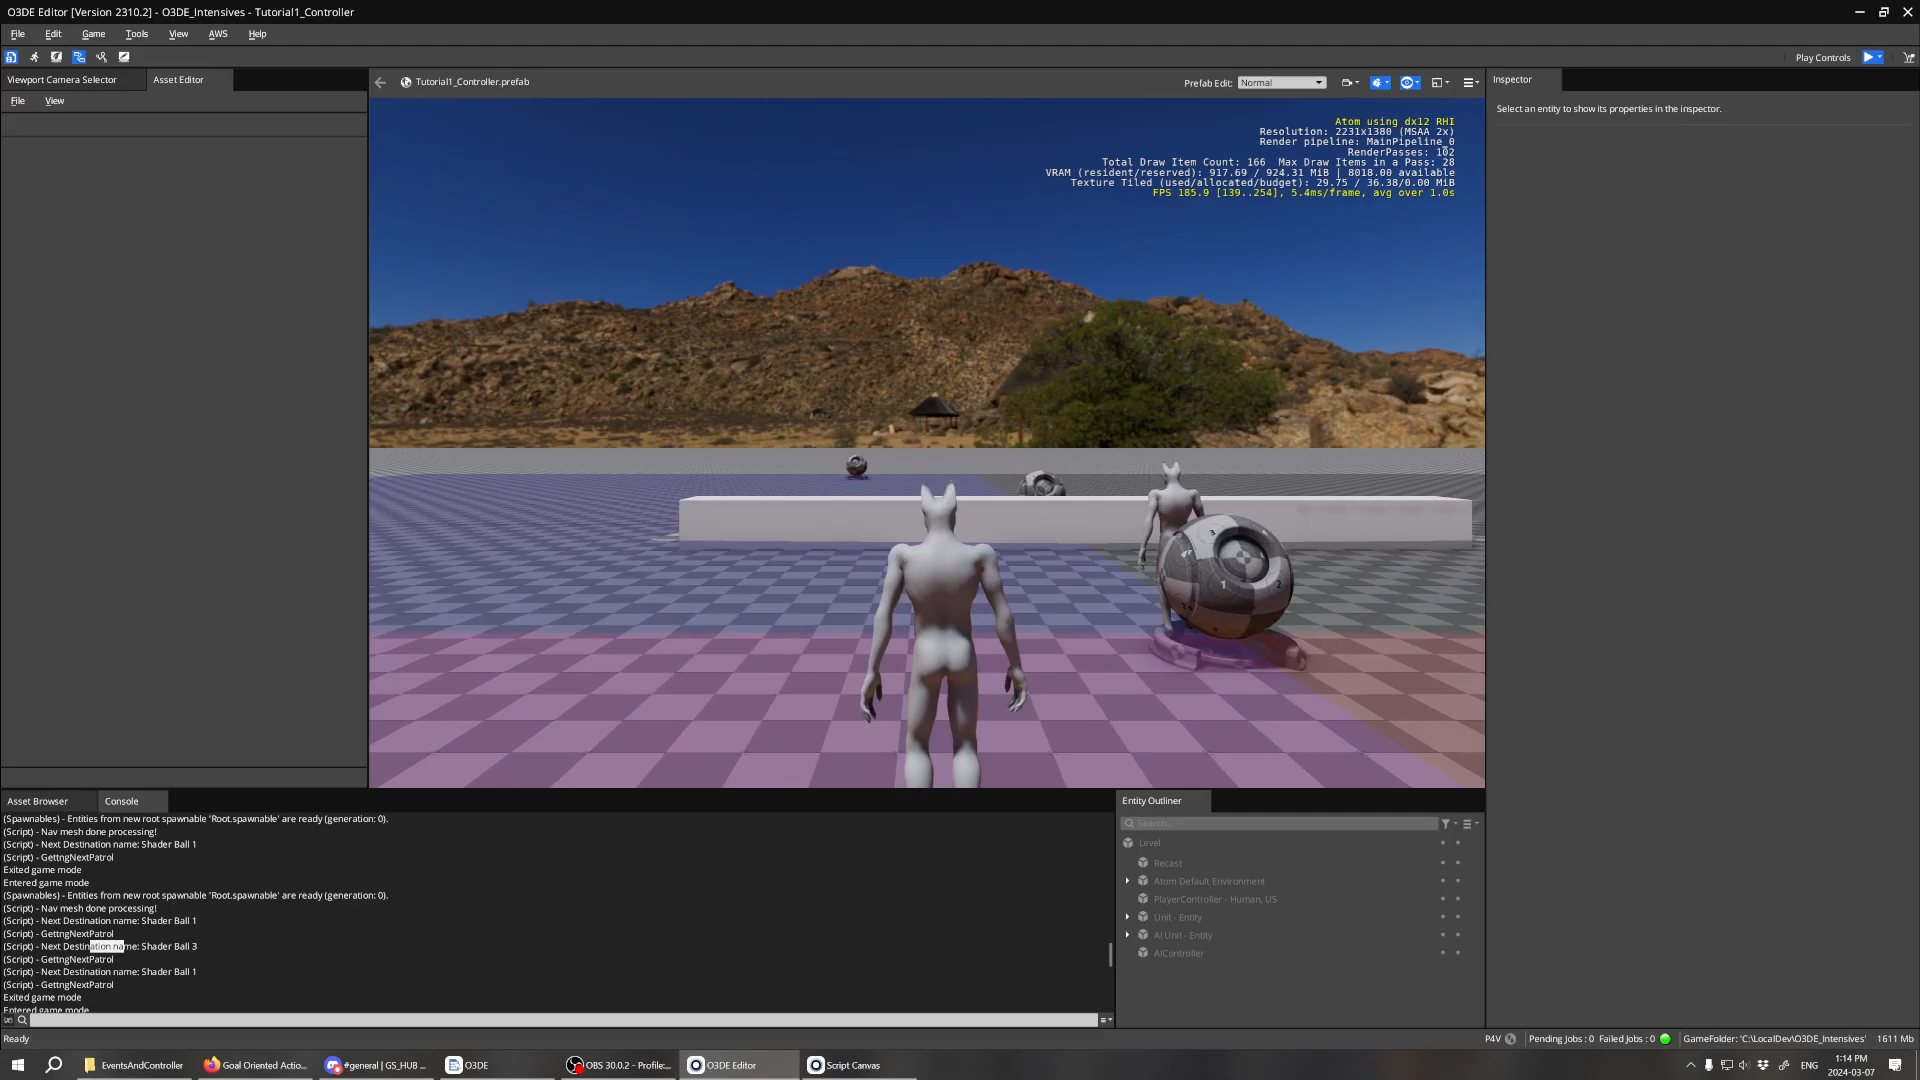 O3DE Editor [Version 2310.2] - O3DE_Intensives - Tutorial1_Controller
File Edit Game Tools View AWS Help
Play Controls
Viewport Camera Selector Asset Editor
Tutorial1_Controller.prefab
Prefab Edit: Normal
Inspector
File View
Select an entity to show its properties in the inspector.
Atom using dx12 RHI
Resolution: 2231x1380 (MSAA 2x)
Render pipeline: MainPipeline_0
RenderPasses: 102
Total Draw Item Count: 166 Max Draw Items in a Pass: 28
VRAM (resident/reserved): 917.69 / 924.31 MiB | 8018.00 available
Texture Tiled (used/allocated/budget): 29.75 / 36.38/0.00 MiB
FPS 185.9 [139..254], 5.4ms/frame, avg over 1.0s
3
1
2
Asset Browser Console
(Spawnables) - Entities from new root spawnable 'Root.spawnable' are ready (generation: 0).
(Script) - Nav mesh done processing!
(Script) - Next Destination name: Shader Ball 1
(Script) - GettngNextPatrol
Exited game mode
Entered game mode
(Spawnables) - Entities from new root spawnable 'Root.spawnable' are ready (generation: 0).
(Script) - Nav mesh done processing!
(Script) - Next Destination name: Shader Ball 1
(Script) - GettngNextPatrol
(Script) - Next Destination name: Shader Ball 3
(Script) - GettngNextPatrol
(Script) - Next Destination name: Shader Ball 1
(Script) - GettngNextPatrol
Exited game mode
Entered game mode
Entity Outliner
Search...
Level
Recast
Atom Default Environment
PlayerController - Human, US
Unit - Entity
AI Unit - Entity
AIController
Ready
P4V Pending Jobs : 0 Failed Jobs : 0 GameFolder: 'C:\LocalDev\O3DE_Intensives' 1611 Mb
EventsAndController Goal Oriented Actio... #general | GS_HUB ... O3DE OBS 30.0.2 - Profile:... O3DE Editor Script Canvas
ENG 1:14 PM
2024-03-07